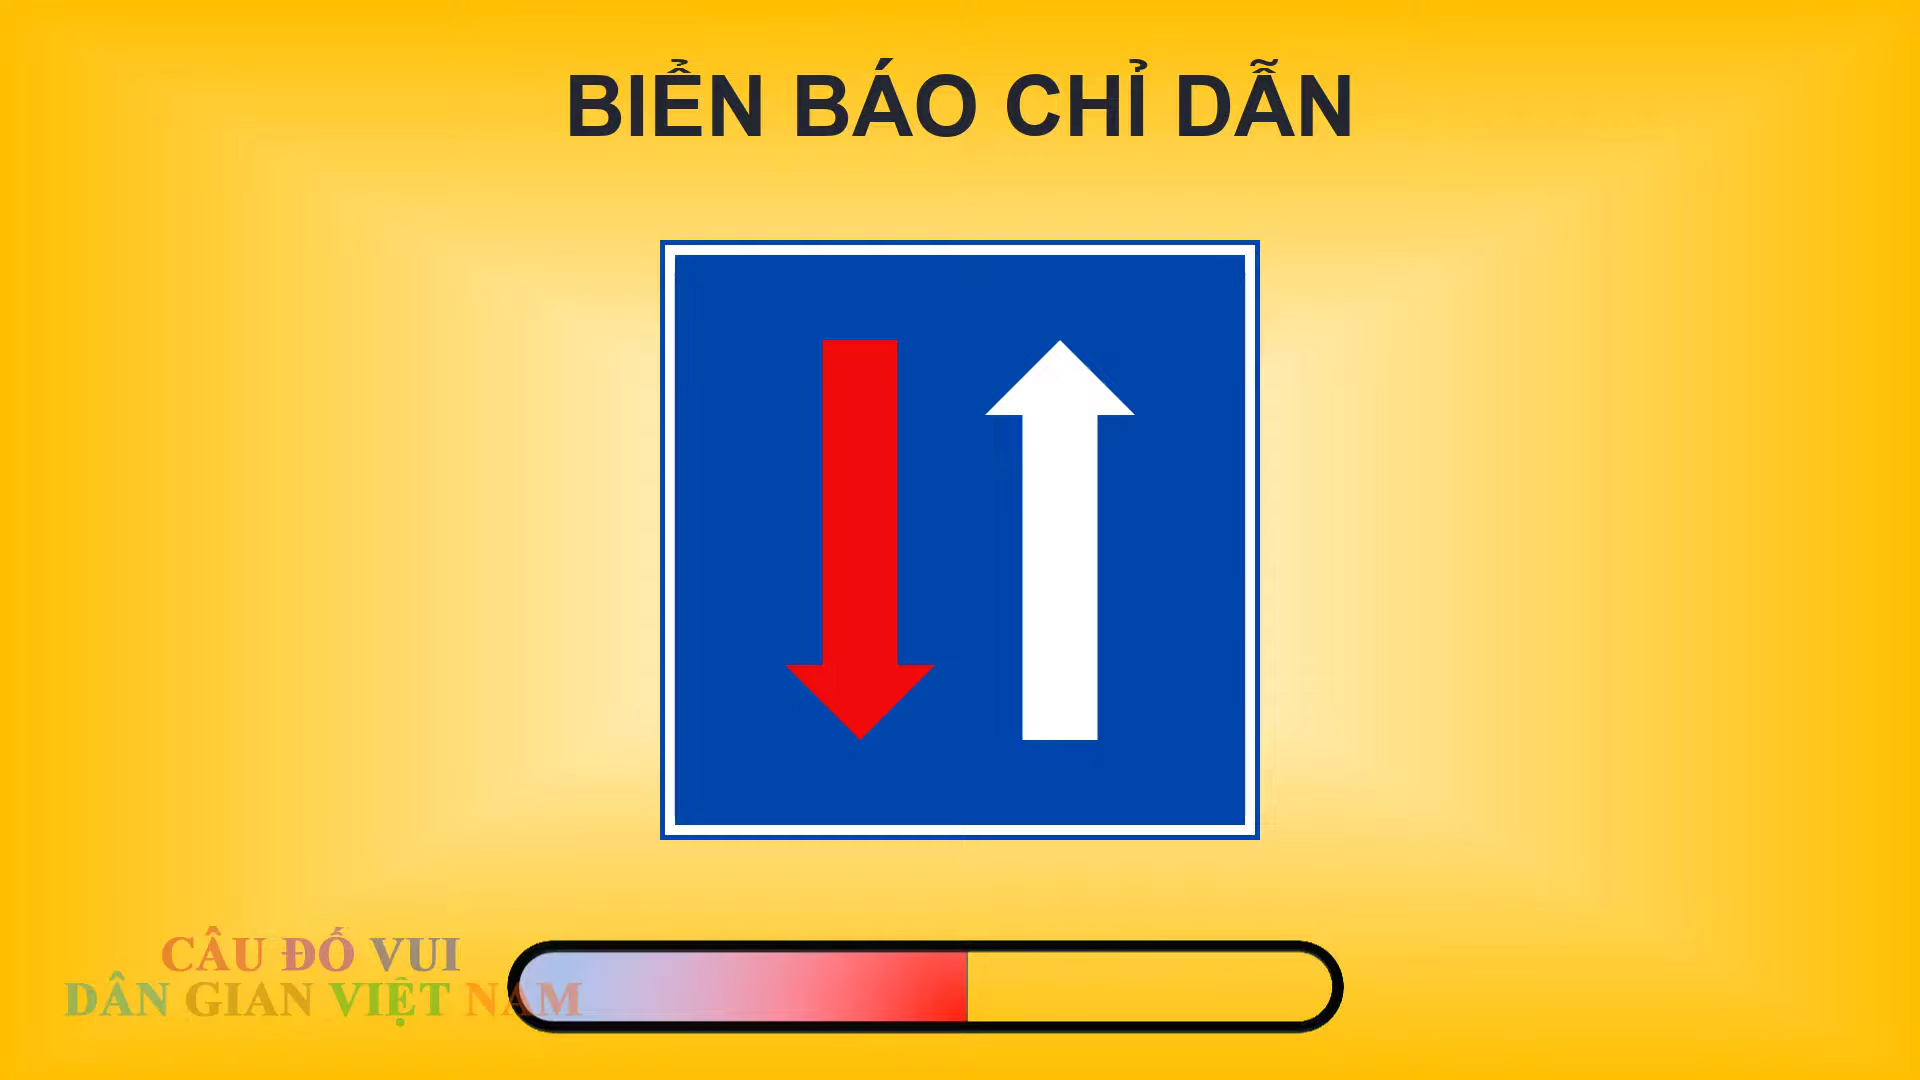 BIỂN BÁO CHỈ DẪN
CÂU ĐỐ VUI
DÂN GIAN VIỆT NAM